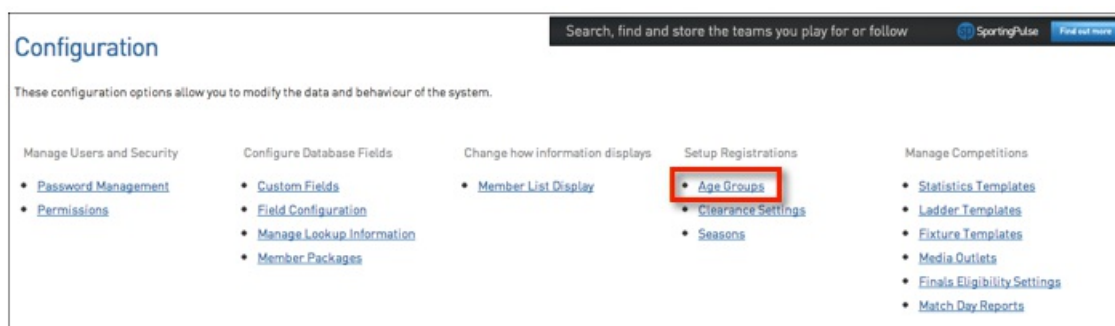 Search, find and store the teams you play for or follow
SportingPulse
Find out more
Configuration
These configuration options allow you to modify the data and behaviour of the system.
Manage Users and Security
Password Management
Permissions
Configure Database Fields
Custom Fields
Field Configuration
Manage Lookup Information
Member Packages
Change how information displays
Member List Display
Setup Registrations
Age Groups
Clearance Settings
Seasons
Manage Competitions
Statistics Templates
Ladder Templates
Fixture Templates
Media Outlets
Finals Eligibility Settings
Match Day Reports